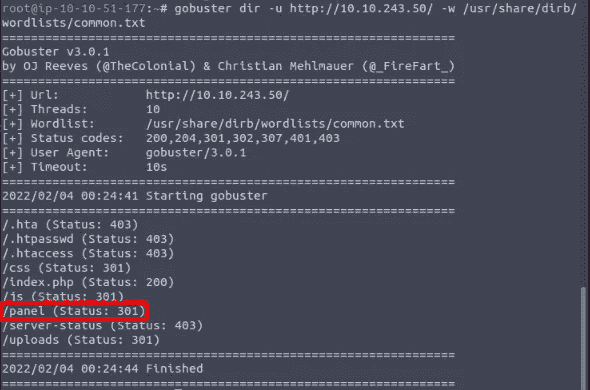 root@ip-10-10-51-177:~# gobuster dir -u http://10.10.243.50/ -w /usr/share/dirb/
wordlists/common.txt
===============================================================
Gobuster v3.0.1
by OJ Reeves (@TheColonial) & Christian Mehlmauer (@_FireFart_)
===============================================================
[+] Url:            http://10.10.243.50/
[+] Threads:        10
[+] Wordlist:       /usr/share/dirb/wordlists/common.txt
[+] Status codes:   200,204,301,302,307,401,403
[+] User Agent:     gobuster/3.0.1
[+] Timeout:        10s
===============================================================
2022/02/04 00:24:41 Starting gobuster
===============================================================
/.hta (Status: 403)
/.htpasswd (Status: 403)
/.htaccess (Status: 403)
/css (Status: 301)
/index.php (Status: 200)
/js (Status: 301)
/panel (Status: 301)
/server-status (Status: 403)
/uploads (Status: 301)
===============================================================
2022/02/04 00:24:44 Finished
===============================================================